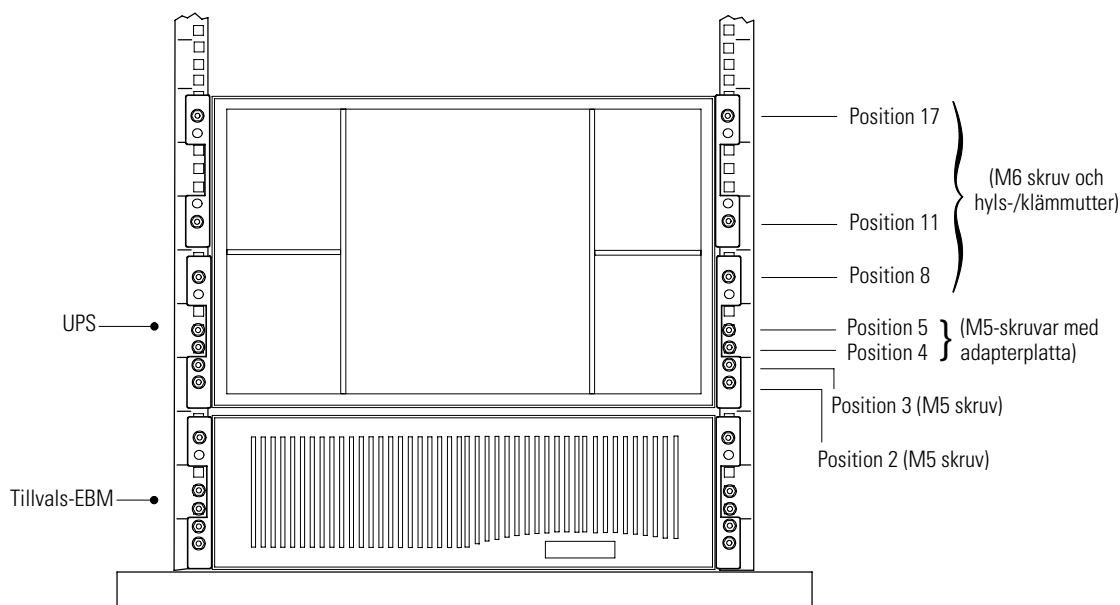 Position 17
(M6 skruv och
hyls-/klämmutter)
Position 11
Position 8
UPS
Position 5
(M5-skruvar med
Position 4
adapterplatta)
Position 3 (M5 skruv)
Position 2 (M5 skruv)
Tillvals-EBM